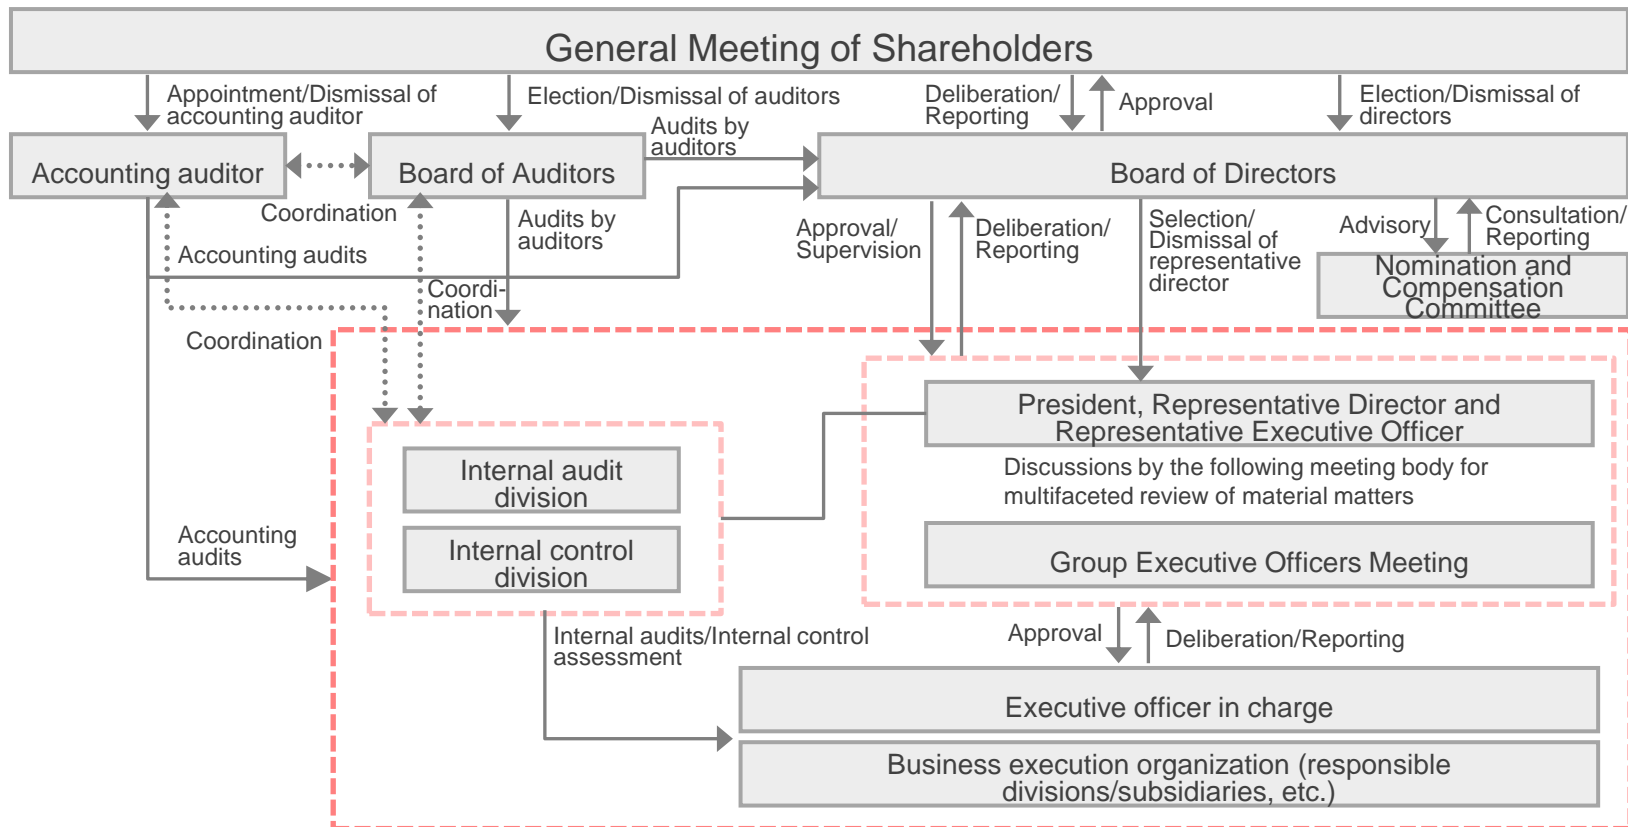 General Meeting of Shareholders
Appointment/Dismissal of
accounting auditor
Election/Dismissal of auditors
Deliberation/
Reporting
Approval
Election/Dismissal of
directors
Audits by
auditors
Accounting auditor
Board of Auditors
Board of Directors
Coordination
Audits by
auditors
Accounting audits
Approval/
Supervision
Deliberation/
Reporting
Selection/
Dismissal of
representative
director
Advisory
Consultation/
Reporting
Nomination and
Compensation
Committee
Coordi-
nation
Coordination
President, Representative Director and
Representative Executive Officer
Discussions by the following meeting body for
multifaceted review of material matters
Internal audit
division
Internal control
division
Group Executive Officers Meeting
Accounting
audits
Internal audits/Internal control
assessment
Approval
Deliberation/Reporting
Executive officer in charge
Business execution organization (responsible
divisions/subsidiaries, etc.)